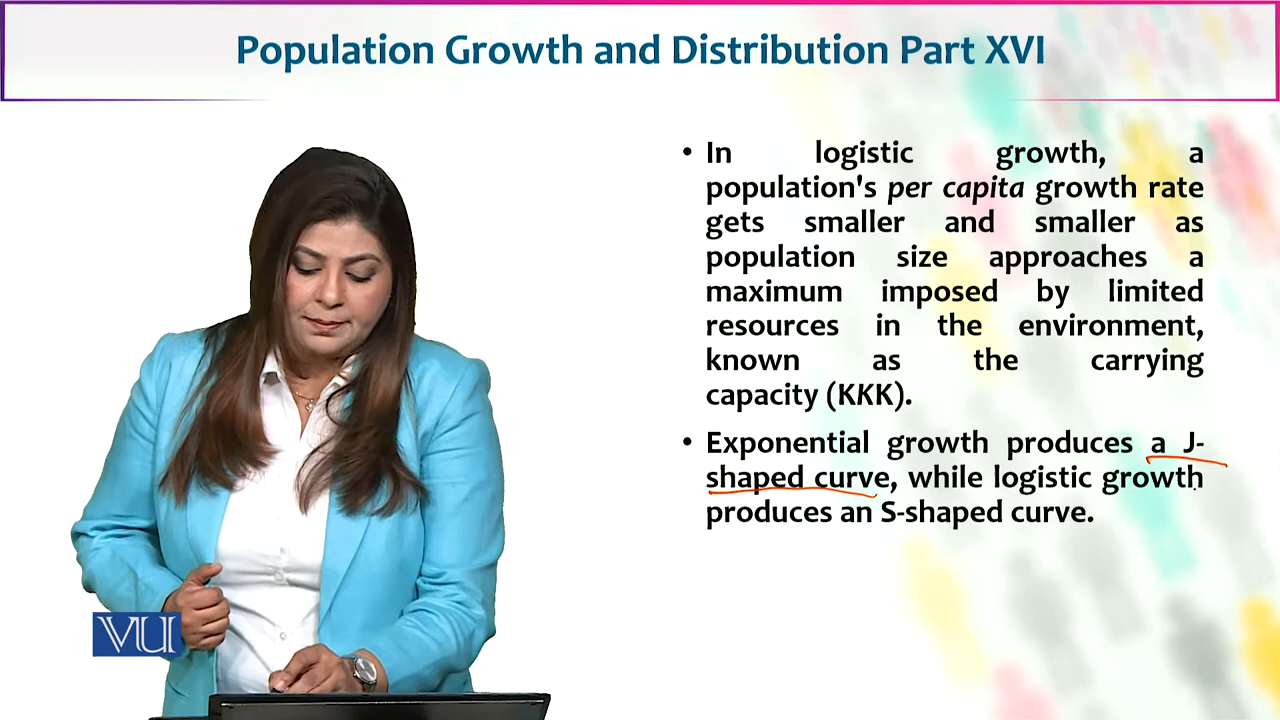 Population Growth and Distribution Part XVI
• In logistic growth, a
population's per capita growth rate
gets smaller and smaller as
population size approaches a
maximum imposed by limited
resources in the environment,
known as the carrying
capacity (KKK).
• Exponential growth produces a J-
shaped curve, while logistic growth
produces an S-shaped curve.
VU